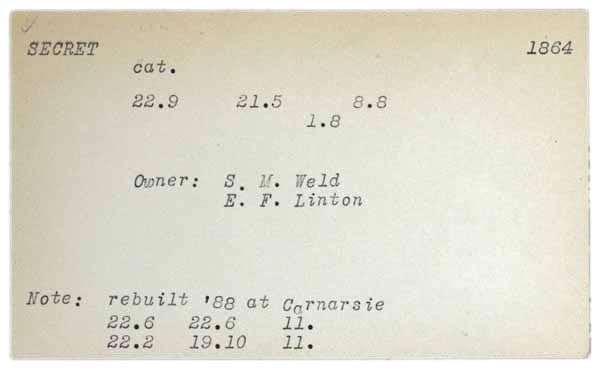 SECRET 1864
cat.
22.9 21.5 8.8
1.8
Owner: S. M. Weld
E. F. Linton
Note: rebuilt '88 at Carnarsie
22.6 22.6 11.
22.2 19.10 11.